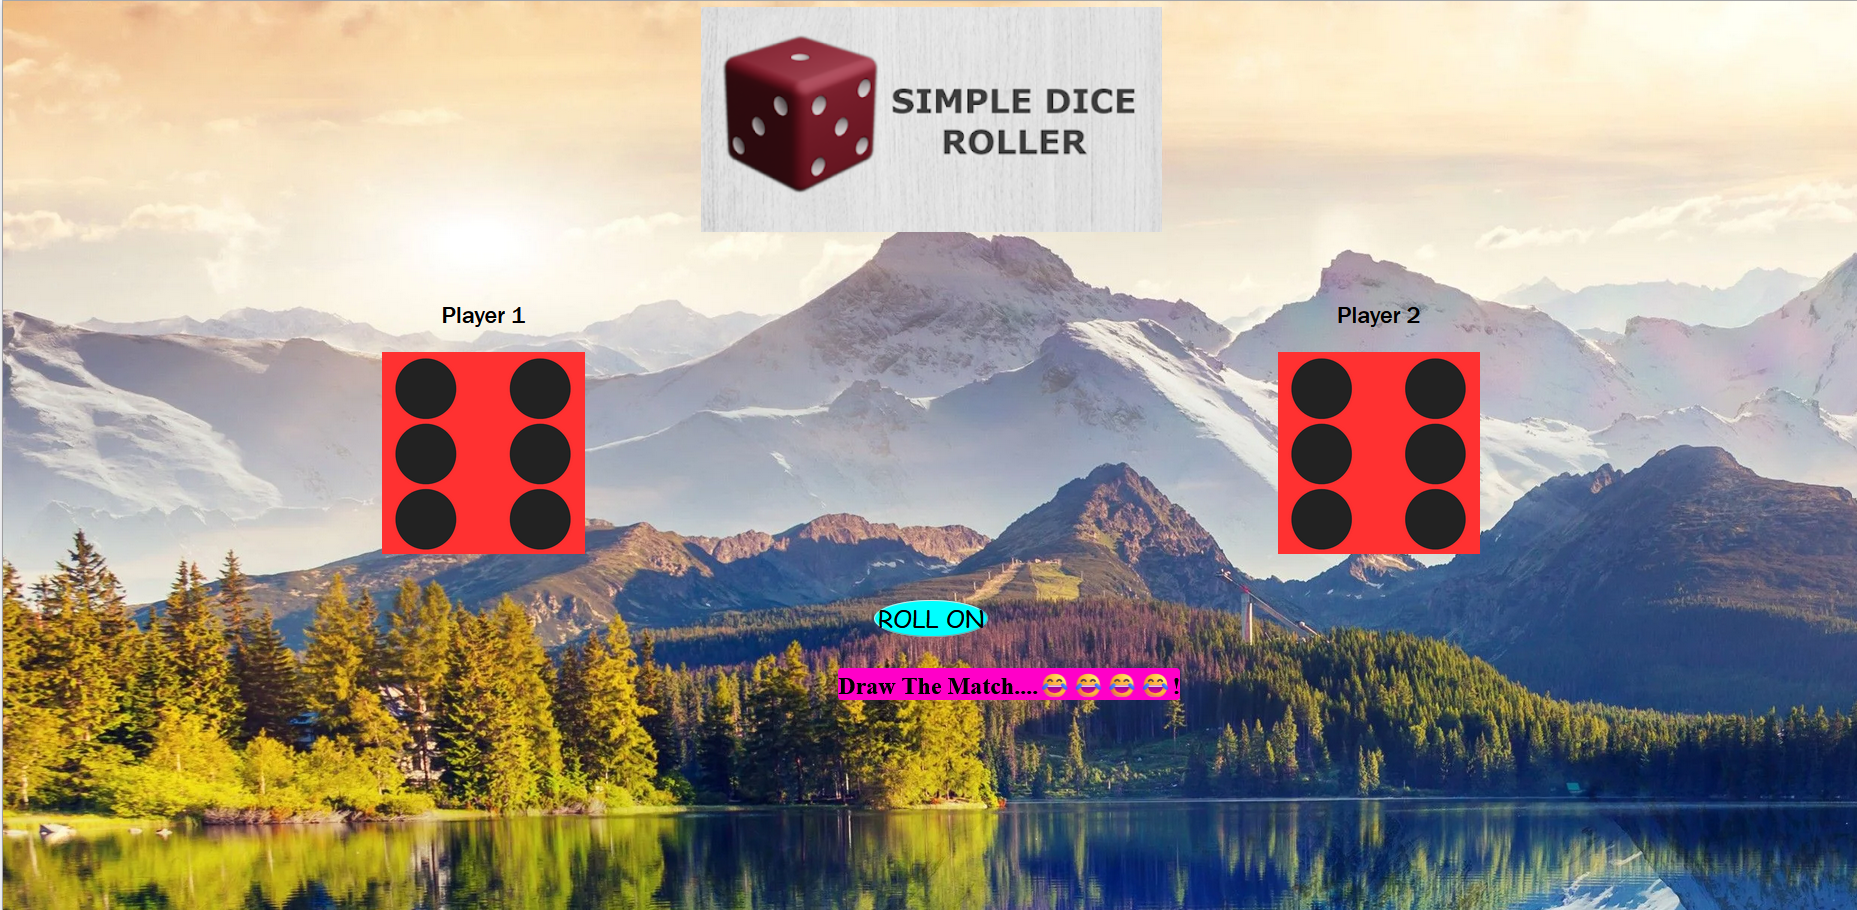 SIMPLE DICE
ROLLER
Player 1
Player 2
ROLL ON
Draw The Match....😂 😂 😂 😂 !